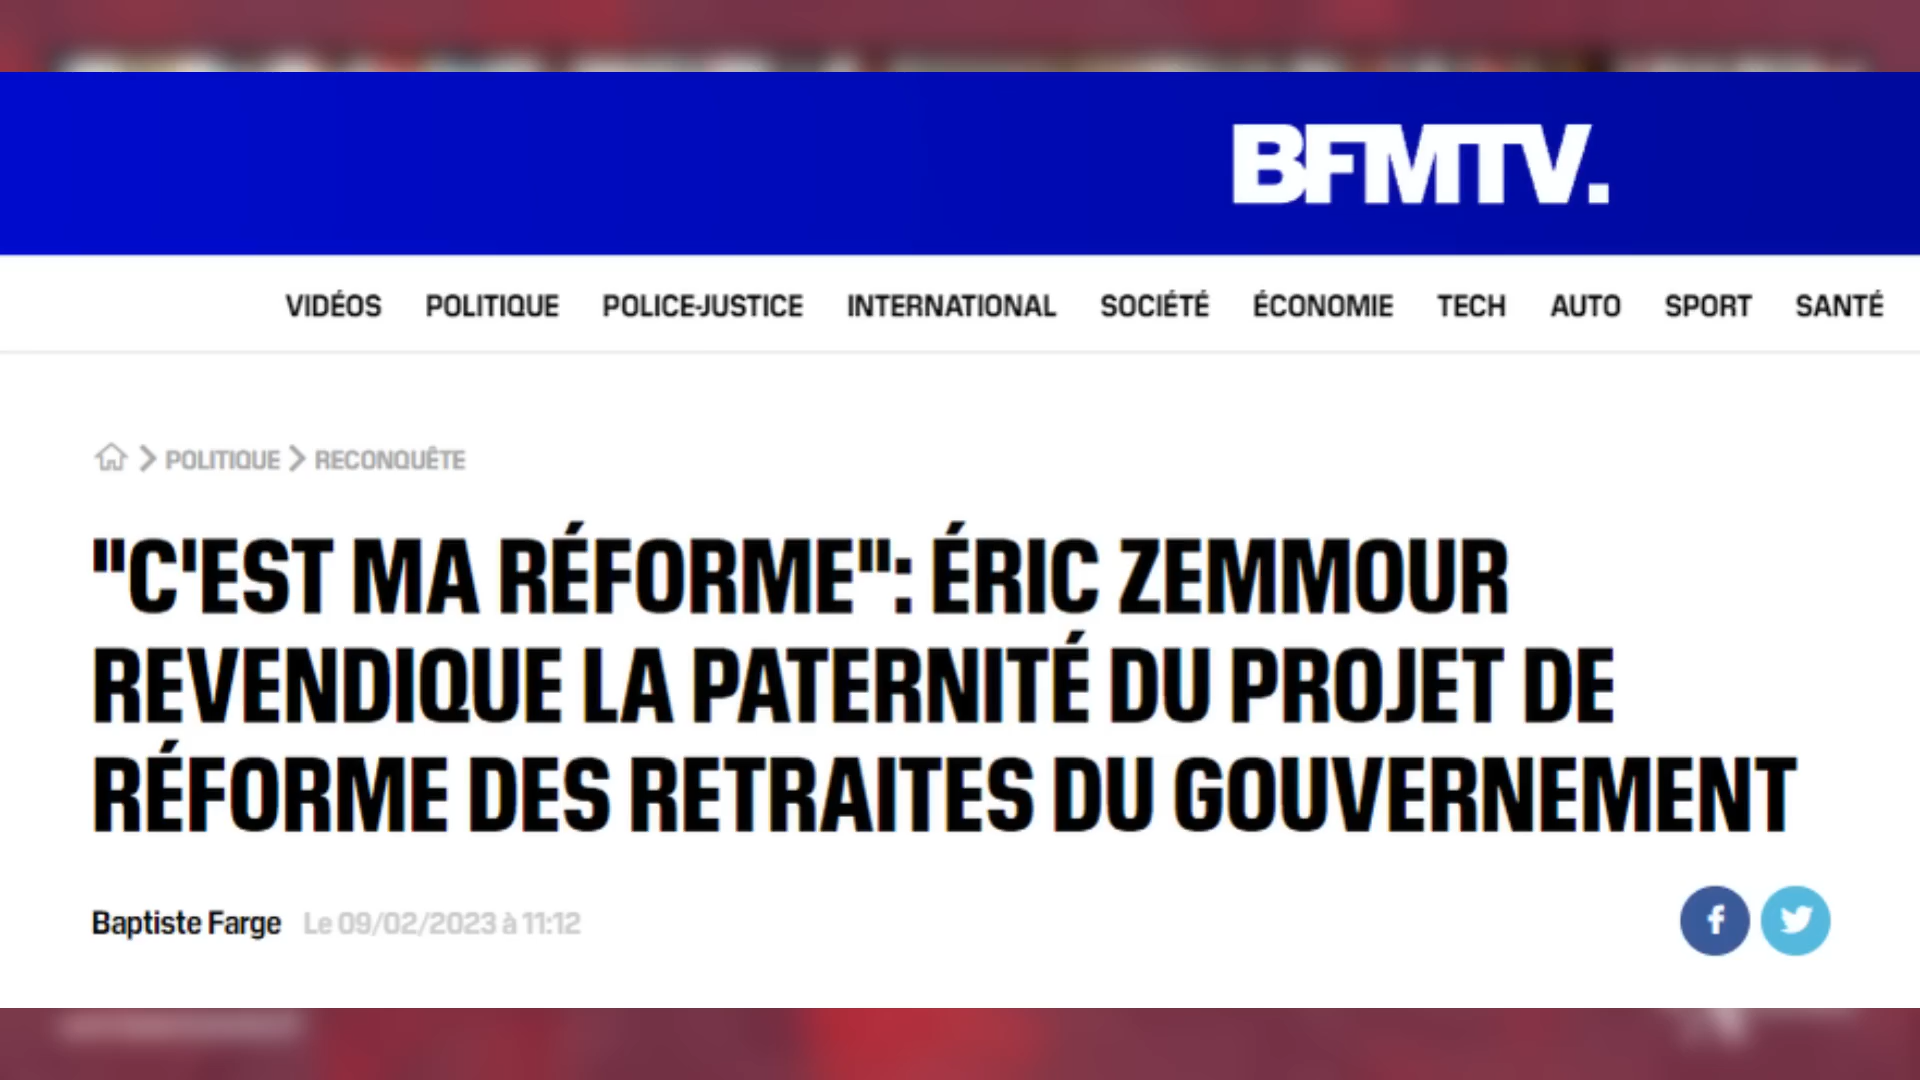 BFMTV.
VIDÉOS POLITIQUE POLICE-JUSTICE INTERNATIONAL SOCIÉTÉ ÉCONOMIE TECH AUTO SPORT SANTÉ
POLITIQUE > RECONQUÊTE
"C'EST MA RÉFORME": ÉRIC ZEMMOUR
REVENDIQUE LA PATERNITÉ DU PROJET DE
RÉFORME DES RETRAITES DU GOUVERNEMENT
Baptiste Farge Le 09/02/2023 à 11:12